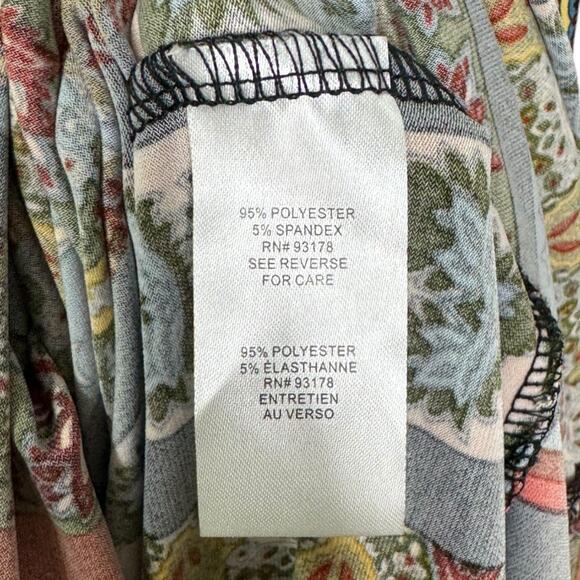 95% POLYESTER
5% SPANDEX
RN# 93178
SEE REVERSE
FOR CARE
95% POLYESTER
5% ÉLASTHANNE
RN# 93178
ENTRETIEN
AU VERSO